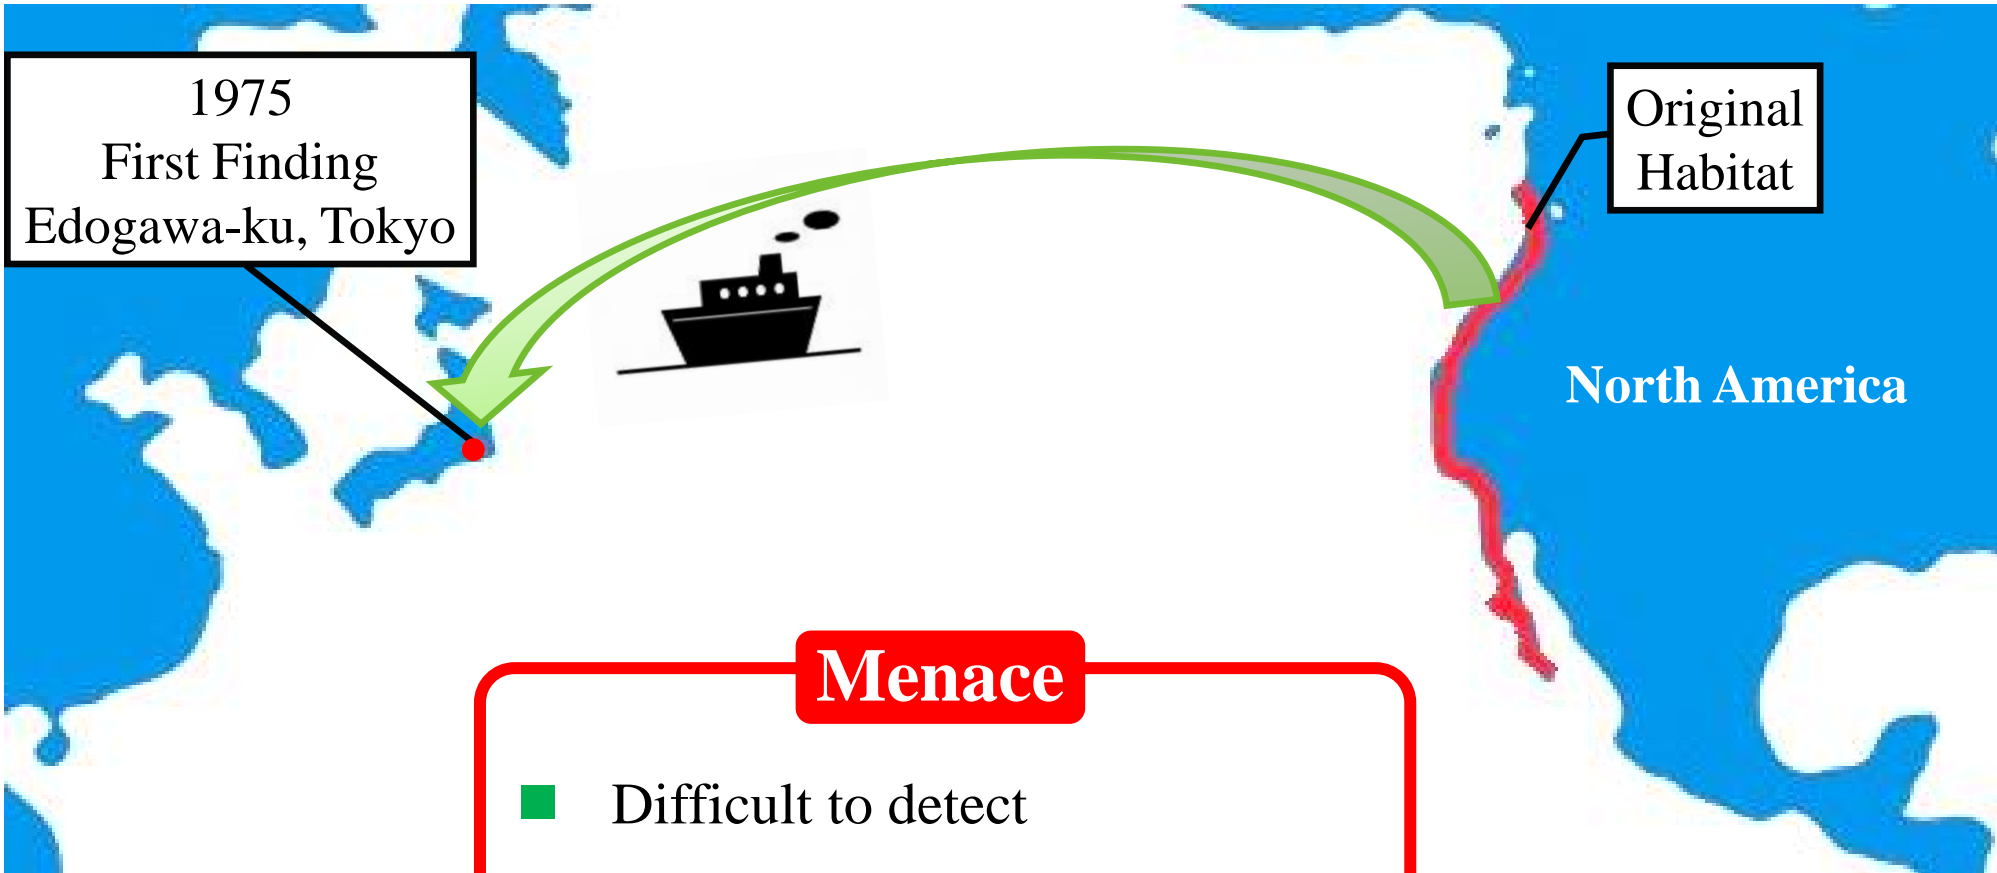 1975
First Finding
Edogawa-ku, Tokyo
Original
Habitat
North America
Menace
Difficult to detect